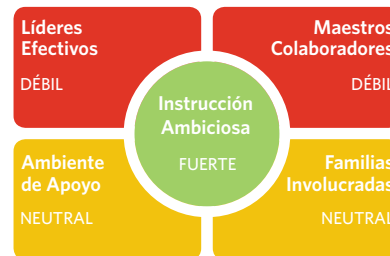 Líderes
Efectivos
DÉBIL
Maestros
Colaboradores
DÉBIL
Instrucción
Ambiciosa
FUERTE
Ambiente
de Apoyo
NEUTRAL
Familias
Involucradas
NEUTRAL